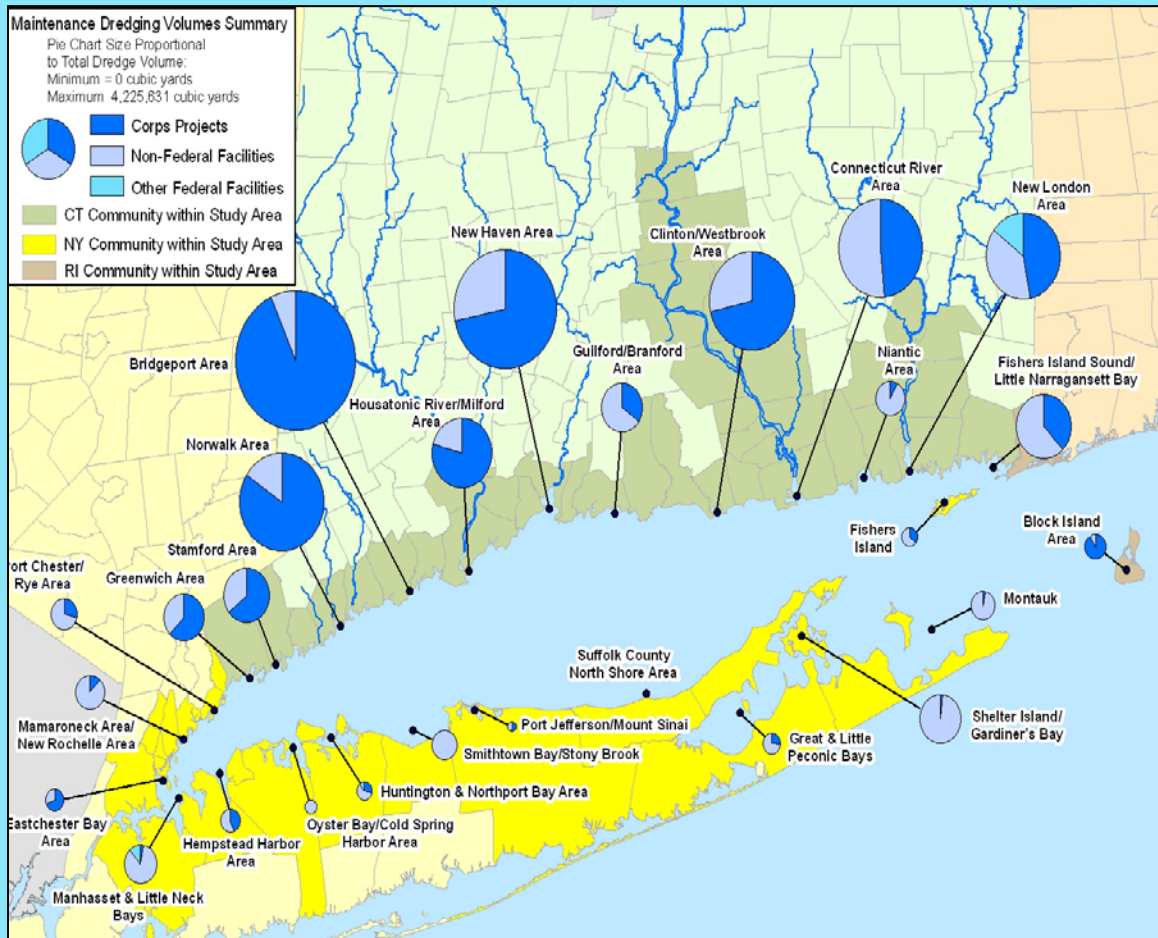 Maintenance Dredging Volumes Summary
Pie Chart Size Proportional
to Total Dredge Volume:
Minimum = 0 cubic yards
Maximum 4,225,631 cubic yards
Corps Projects
Non-Federal Facilities
Other Federal Facilities
CT Community within Study Area
NY Community within Study Area
RI Community within Study Area
Connecticut River
Area
New London
Area
New Haven Area
Clinton/Westbrook
Area
Bridgeport Area
Guilford/Branford
Area
Niantic
Area
Fishers Island Sound/
Little Narragansett Bay
Housatonic River/Milford
Area
Norwalk Area
Stamford Area
Greenwich Area
ort Chester/
Rye Area
Fishers
Island
Block Island
Area
Montauk
Suffolk County
North Shore Area
Mamaroneck Area/
New Rochelle Area
Port Jefferson/Mount Sinai
Smithtown Bay/Stony Brook
Great & Little
Peconic Bays
Shelter Island/
Gardiner's Bay
Huntington & Northport Bay Area
Oyster Bay/Cold Spring
Harbor Area
Eastchester Bay
Area
Hempstead Harbor
Area
Manhasset & Little Neck
Bays